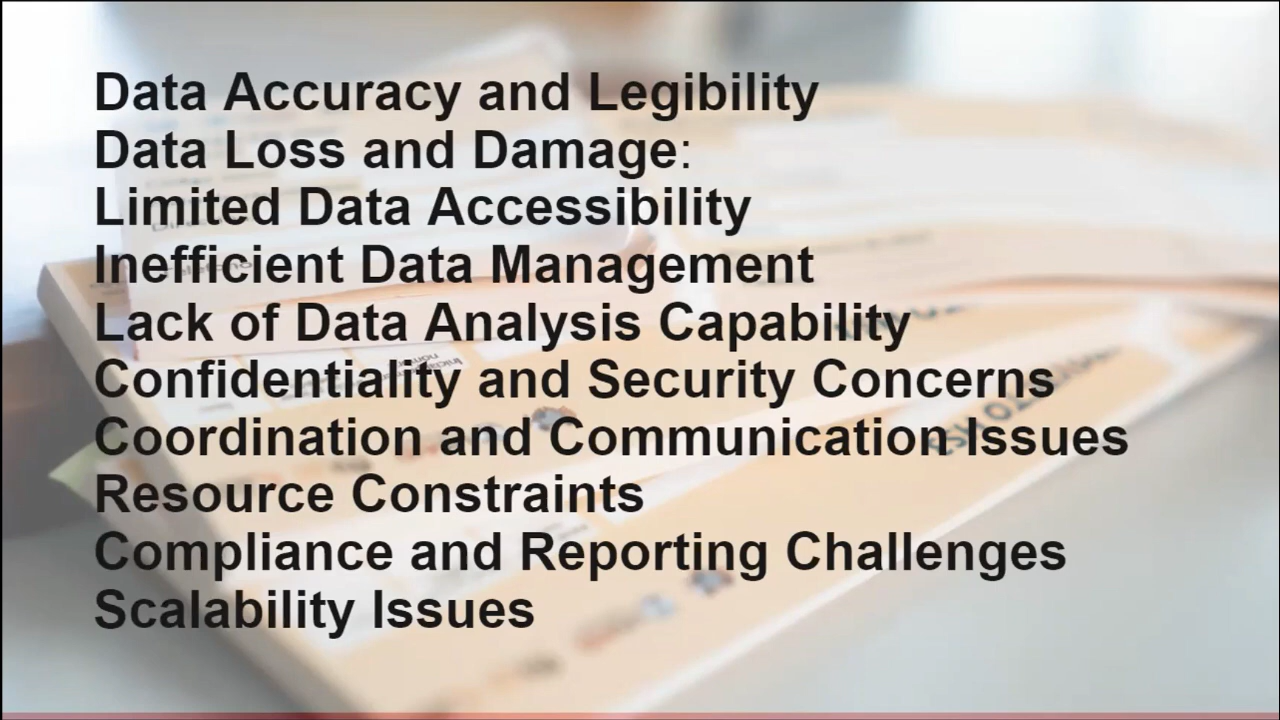 Data Accuracy and Legibility
Data Loss and Damage:
Limited Data Accessibility
Inefficient Data Management
Lack of Data Analysis Capability
Confidentiality and Security Concerns
Coordination and Communication Issues
Resource Constraints
Compliance and Reporting Challenges
Scalability Issues